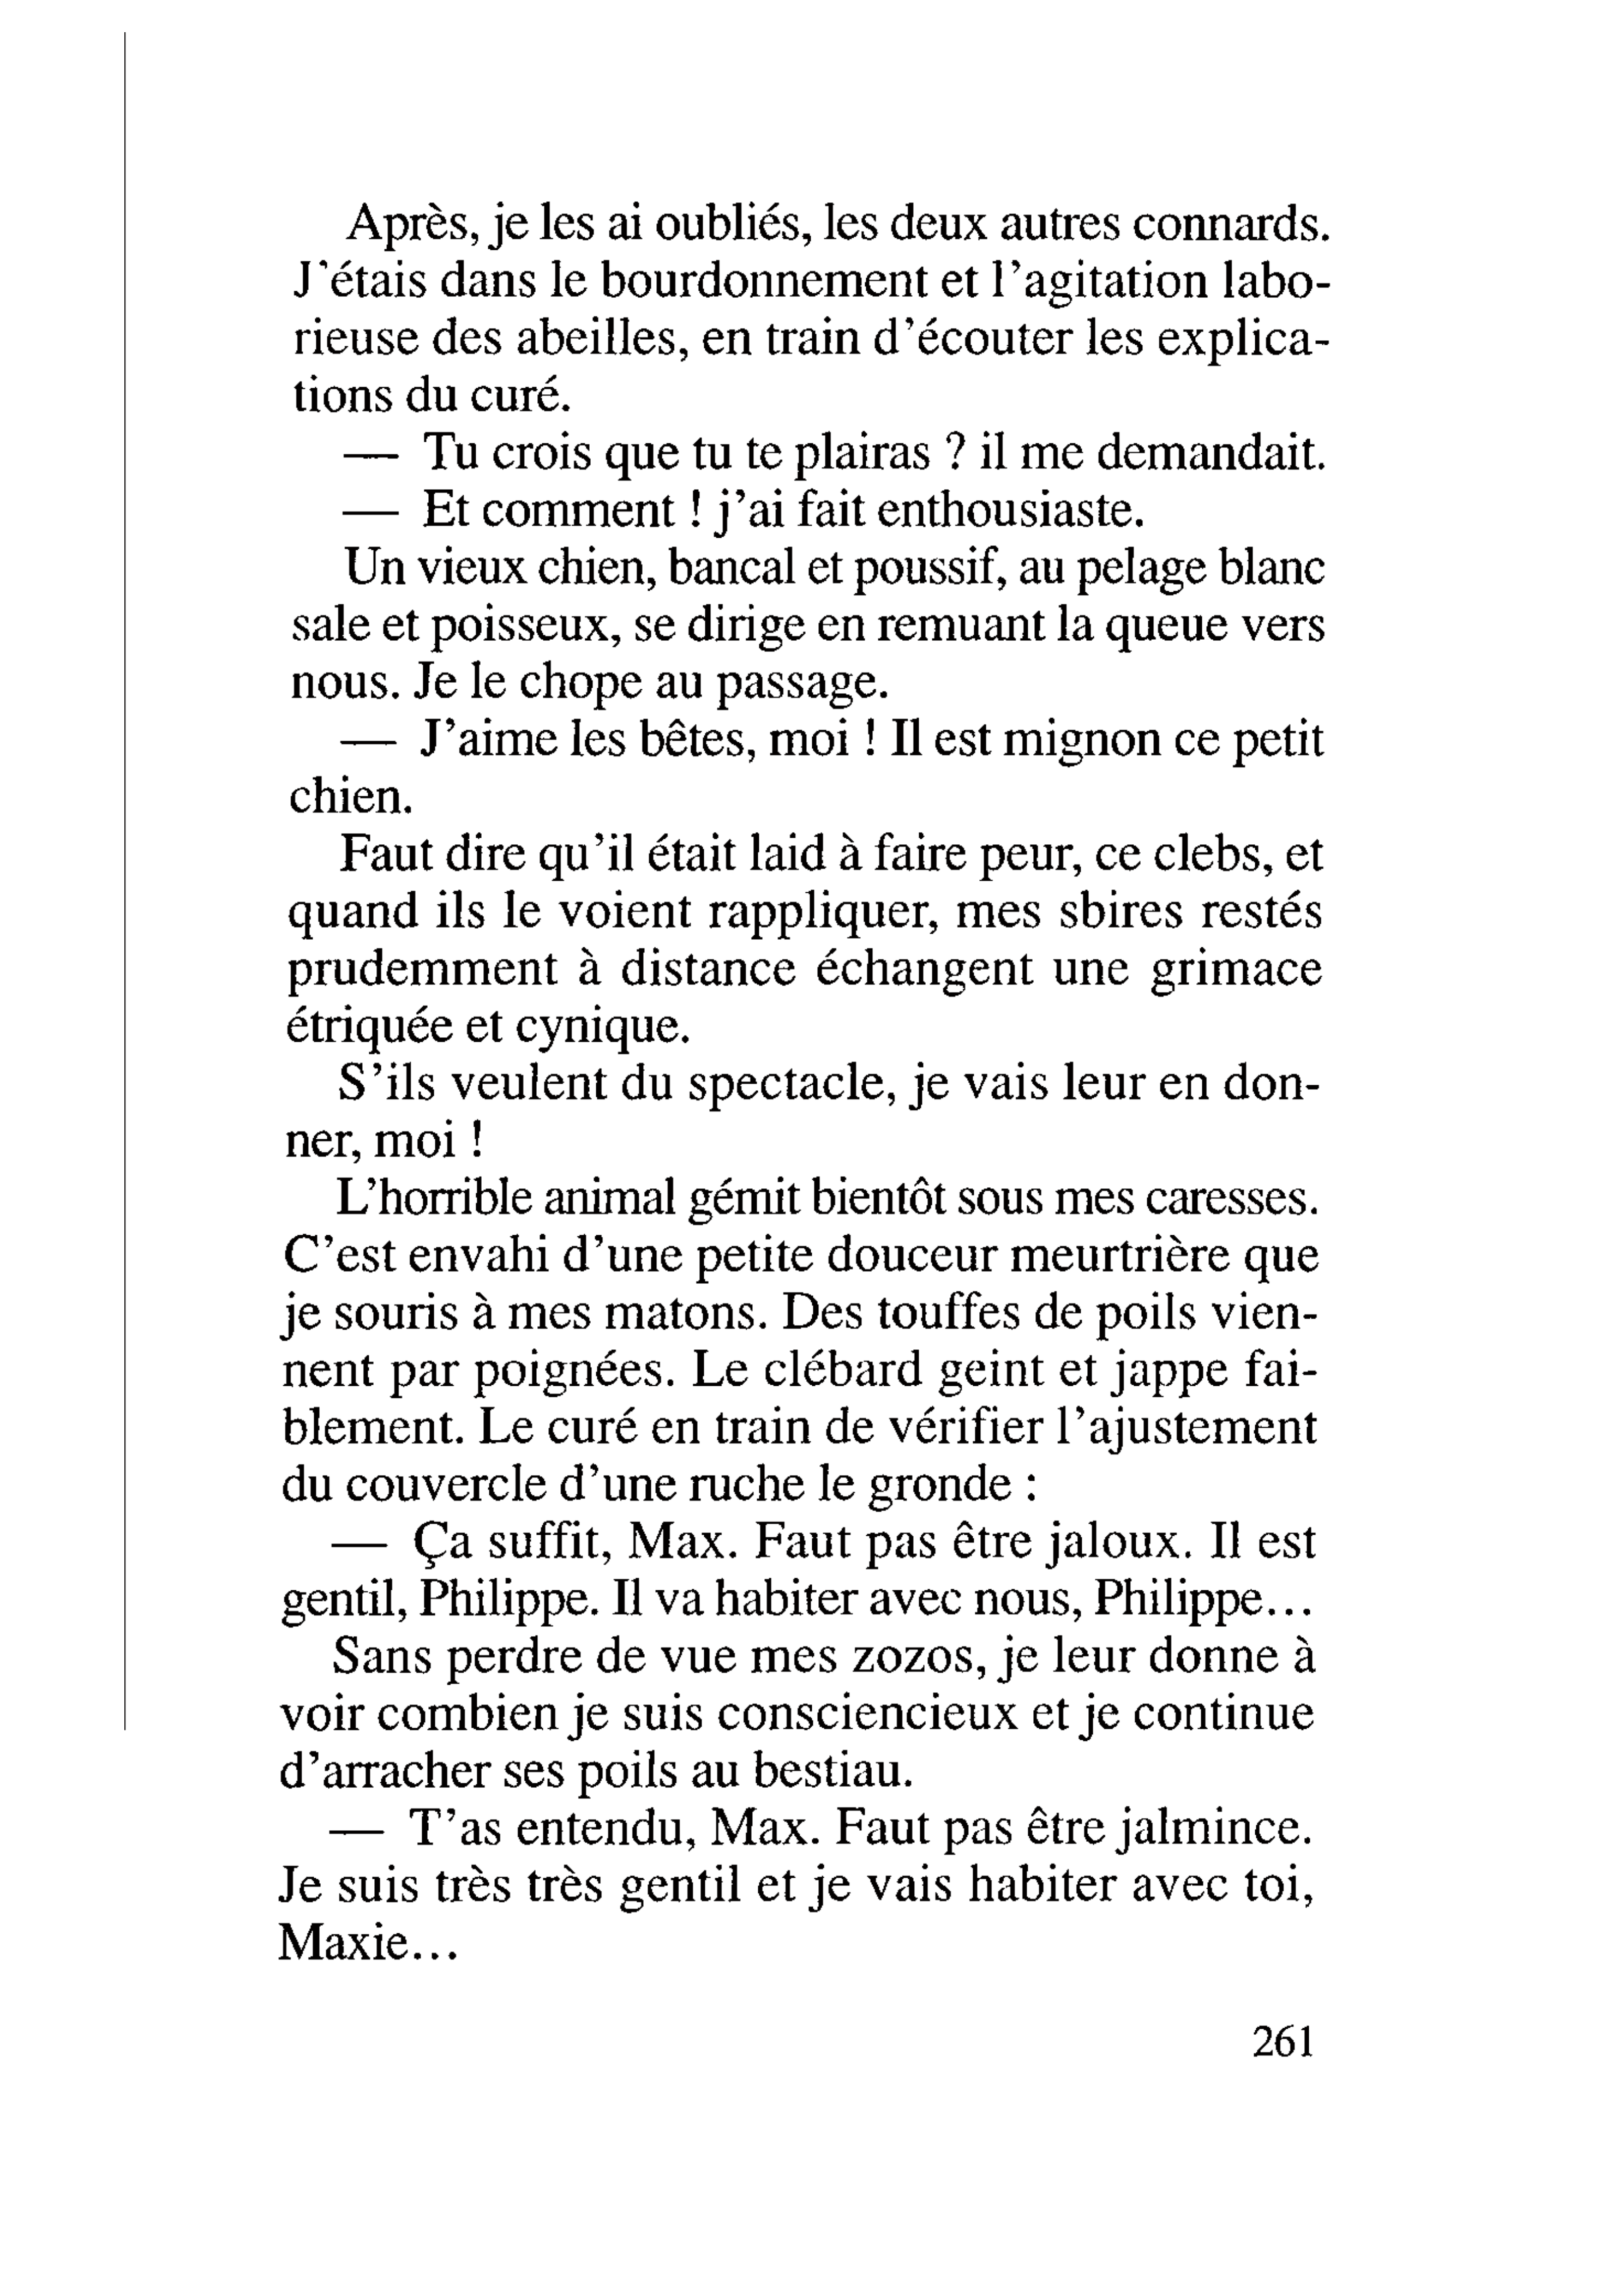 Après, je les ai oubliés, les deux autres connards.
J'étais dans le bourdonnement et l'agitation labo-
rieuse des abeilles, en train d'écouter les explica-
tions du curé.
— Tu crois que tu te plairas ? il me demandait.
— Et comment ! j'ai fait enthousiaste.
Un vieux chien, bancal et poussif, au pelage blanc
sale et poisseux, se dirige en remuant la queue vers
nous. Je le chope au passage.
— J'aime les bêtes, moi ! Il est mignon ce petit
chien.
Faut dire qu'il était laid à faire peur, ce clebs, et
quand ils le voient rappliquer, mes sbires restés
prudemment à distance échangent une grimace
étriquée et cynique.
S'ils veulent du spectacle, je vais leur en don-
ner, moi !
L'horrible animal gémit bientôt sous mes caresses.
C'est envahi d'une petite douceur meurtrière que
je souris à mes matons. Des touffes de poils vien-
nent par poignées. Le clébard geint et jappe fai-
blement. Le curé en train de vérifier l'ajustement
du couvercle d'une ruche le gronde :
— Ça suffit, Max. Faut pas être jaloux. Il est
gentil, Philippe. Il va habiter avec nous, Philippe...
Sans perdre de vue mes zozos, je leur donne à
voir combien je suis consciencieux et je continue
d'arracher ses poils au bestiau.
— T'as entendu, Max. Faut pas être jalmince.
Je suis très très gentil et je vais habiter avec toi,
Maxie...
261